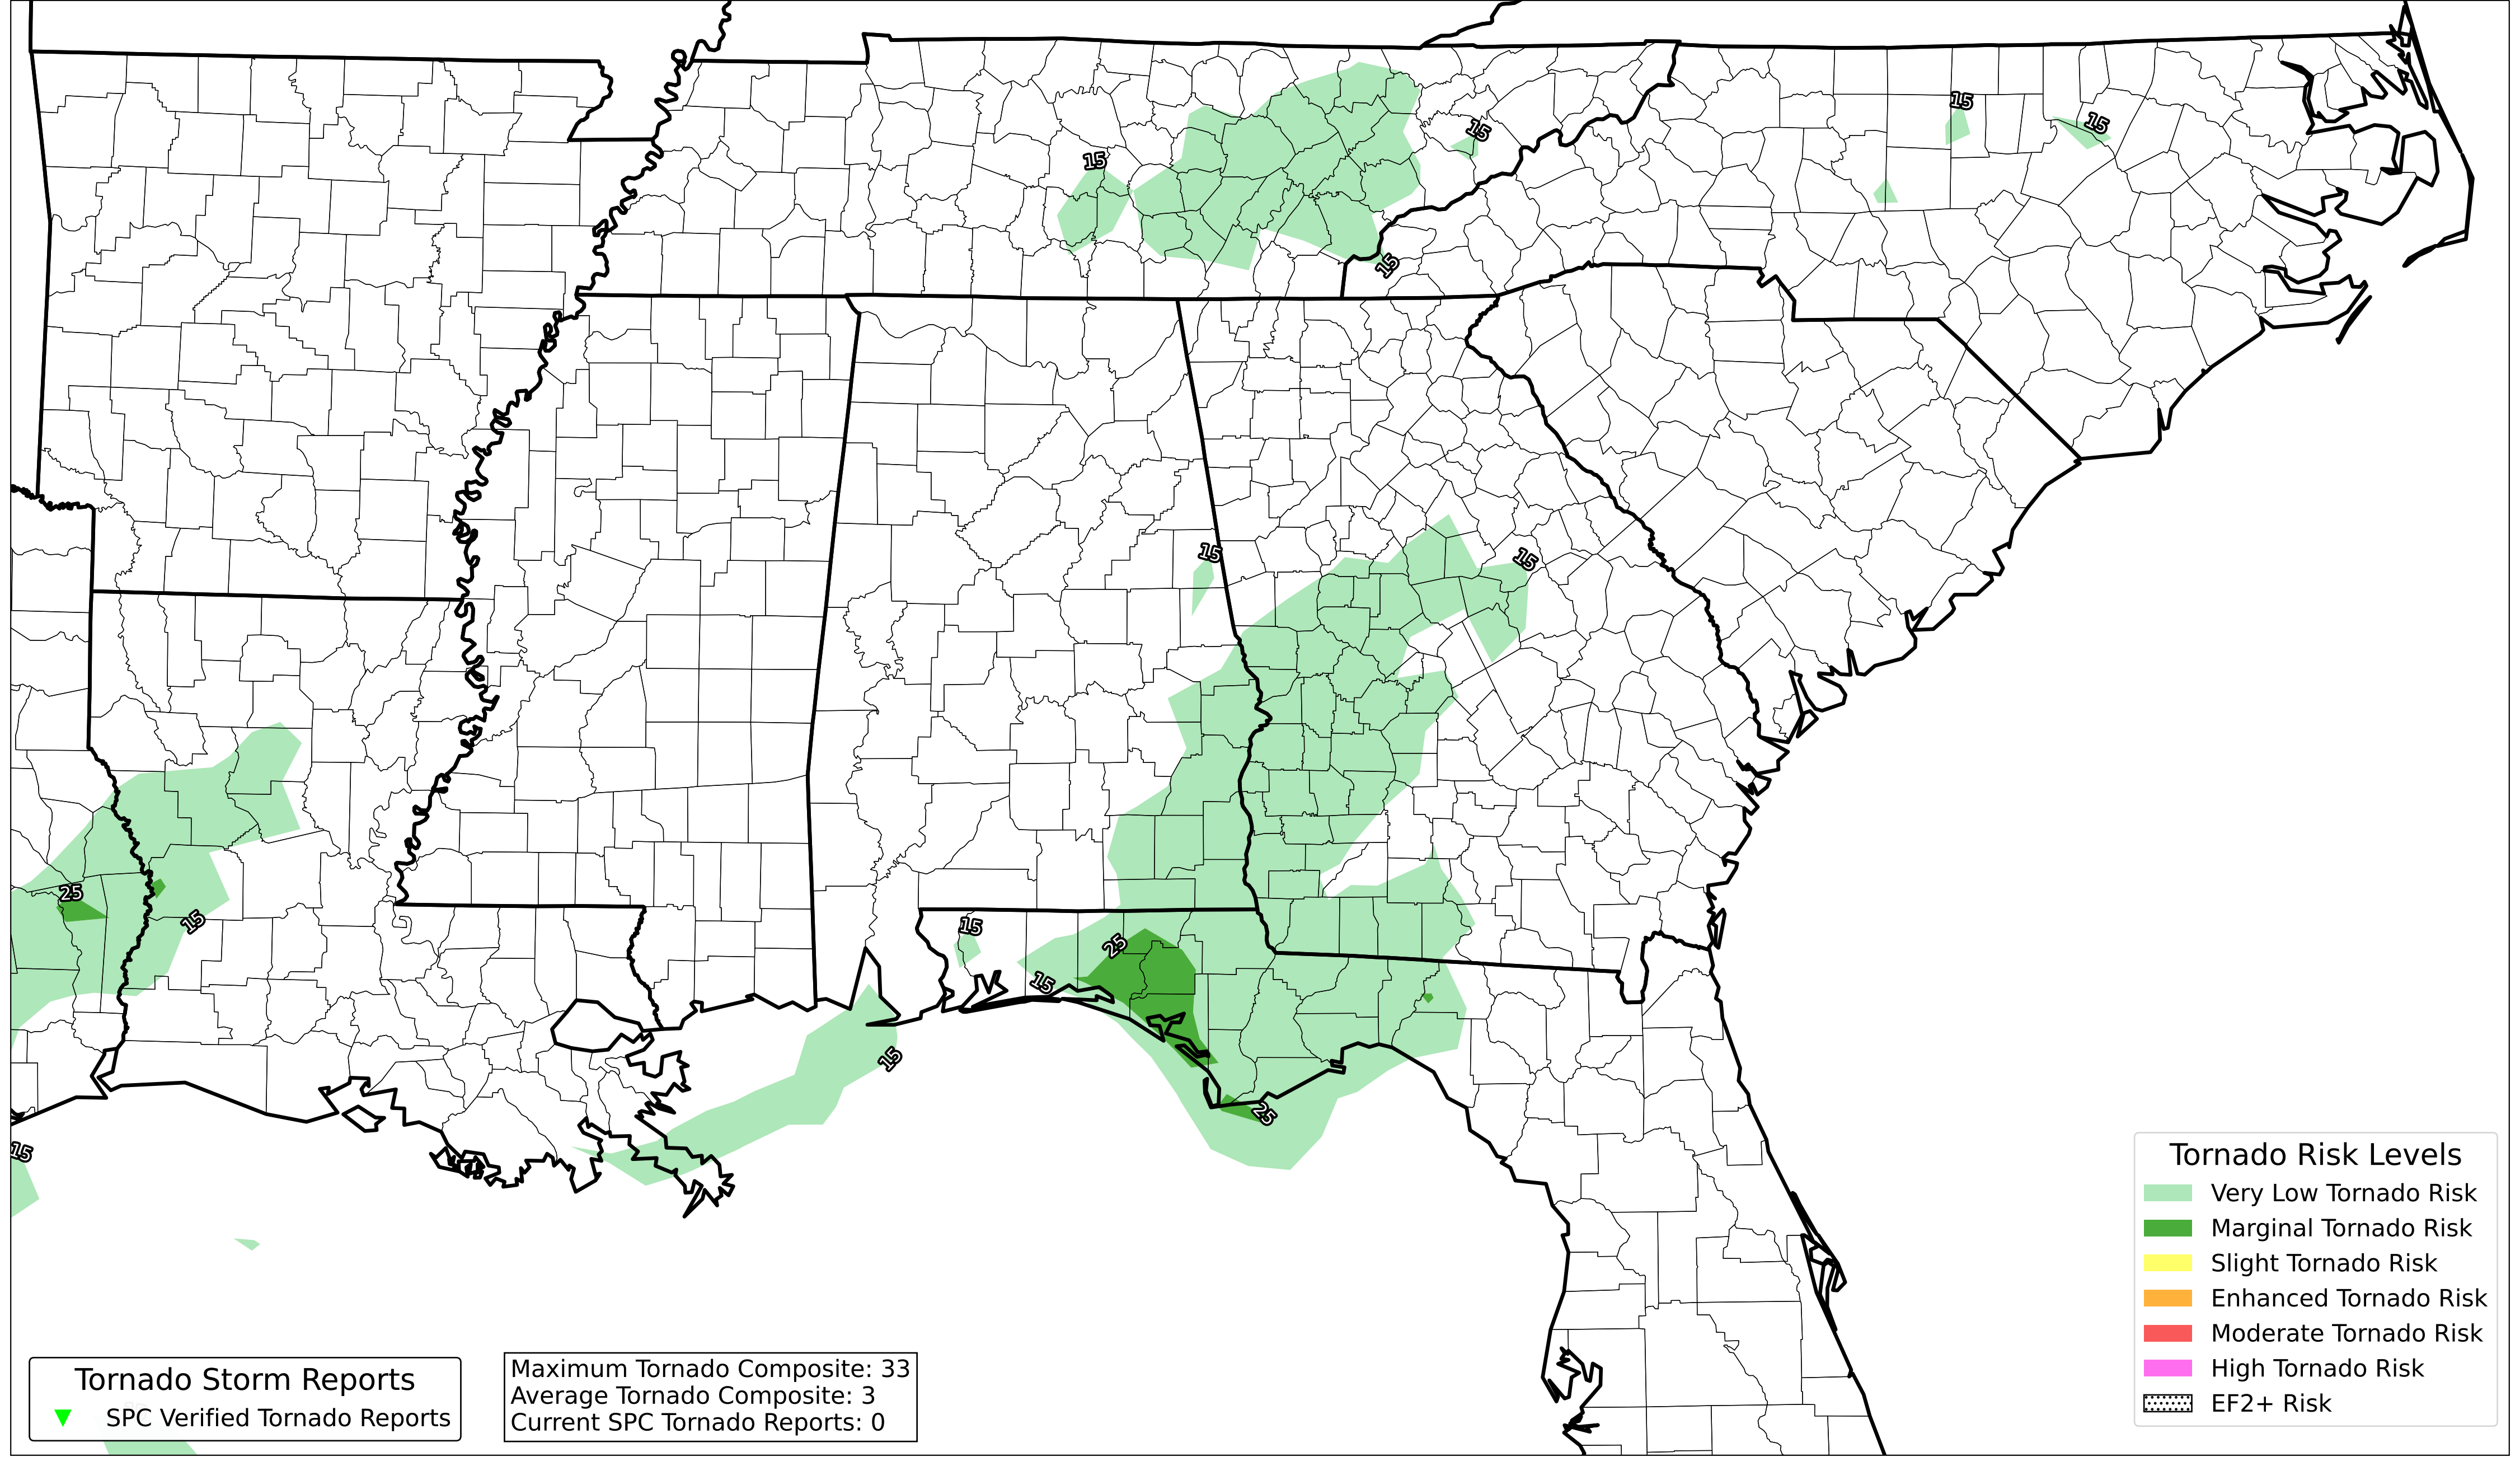 15
15
15
15
15
15
15
25
15
15
25
15
15
25
15
Tornado Risk Levels
Very Low Tornado Risk
Marginal Tornado Risk
Slight Tornado Risk
Enhanced Tornado Risk
Moderate Tornado Risk
High Tornado Risk
EF2+ Risk
Tornado Storm Reports
SPC Verified Tornado Reports
Maximum Tornado Composite: 33
Average Tornado Composite: 3
Current SPC Tornado Reports: 0